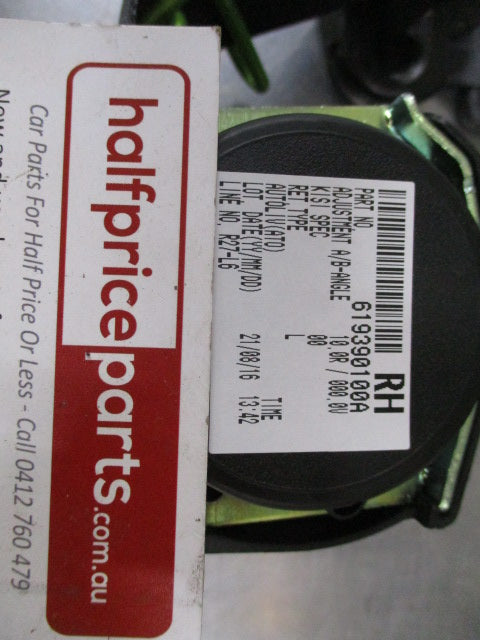 halfpriceparts.com.au
Car Parts For Half Price Or Less - Call 0412 760 479
RH
PART NO. 619390100A
ADJUSTMENT A/B-ANGLE 10.0R / 000.0V
K(S) SPEC 00
RET TYPE L
AUTOLIV(ATO) TIME
LOT. DATE(YY/MM/DD) 21/08/16 13:42
LINE NO, R27-L6